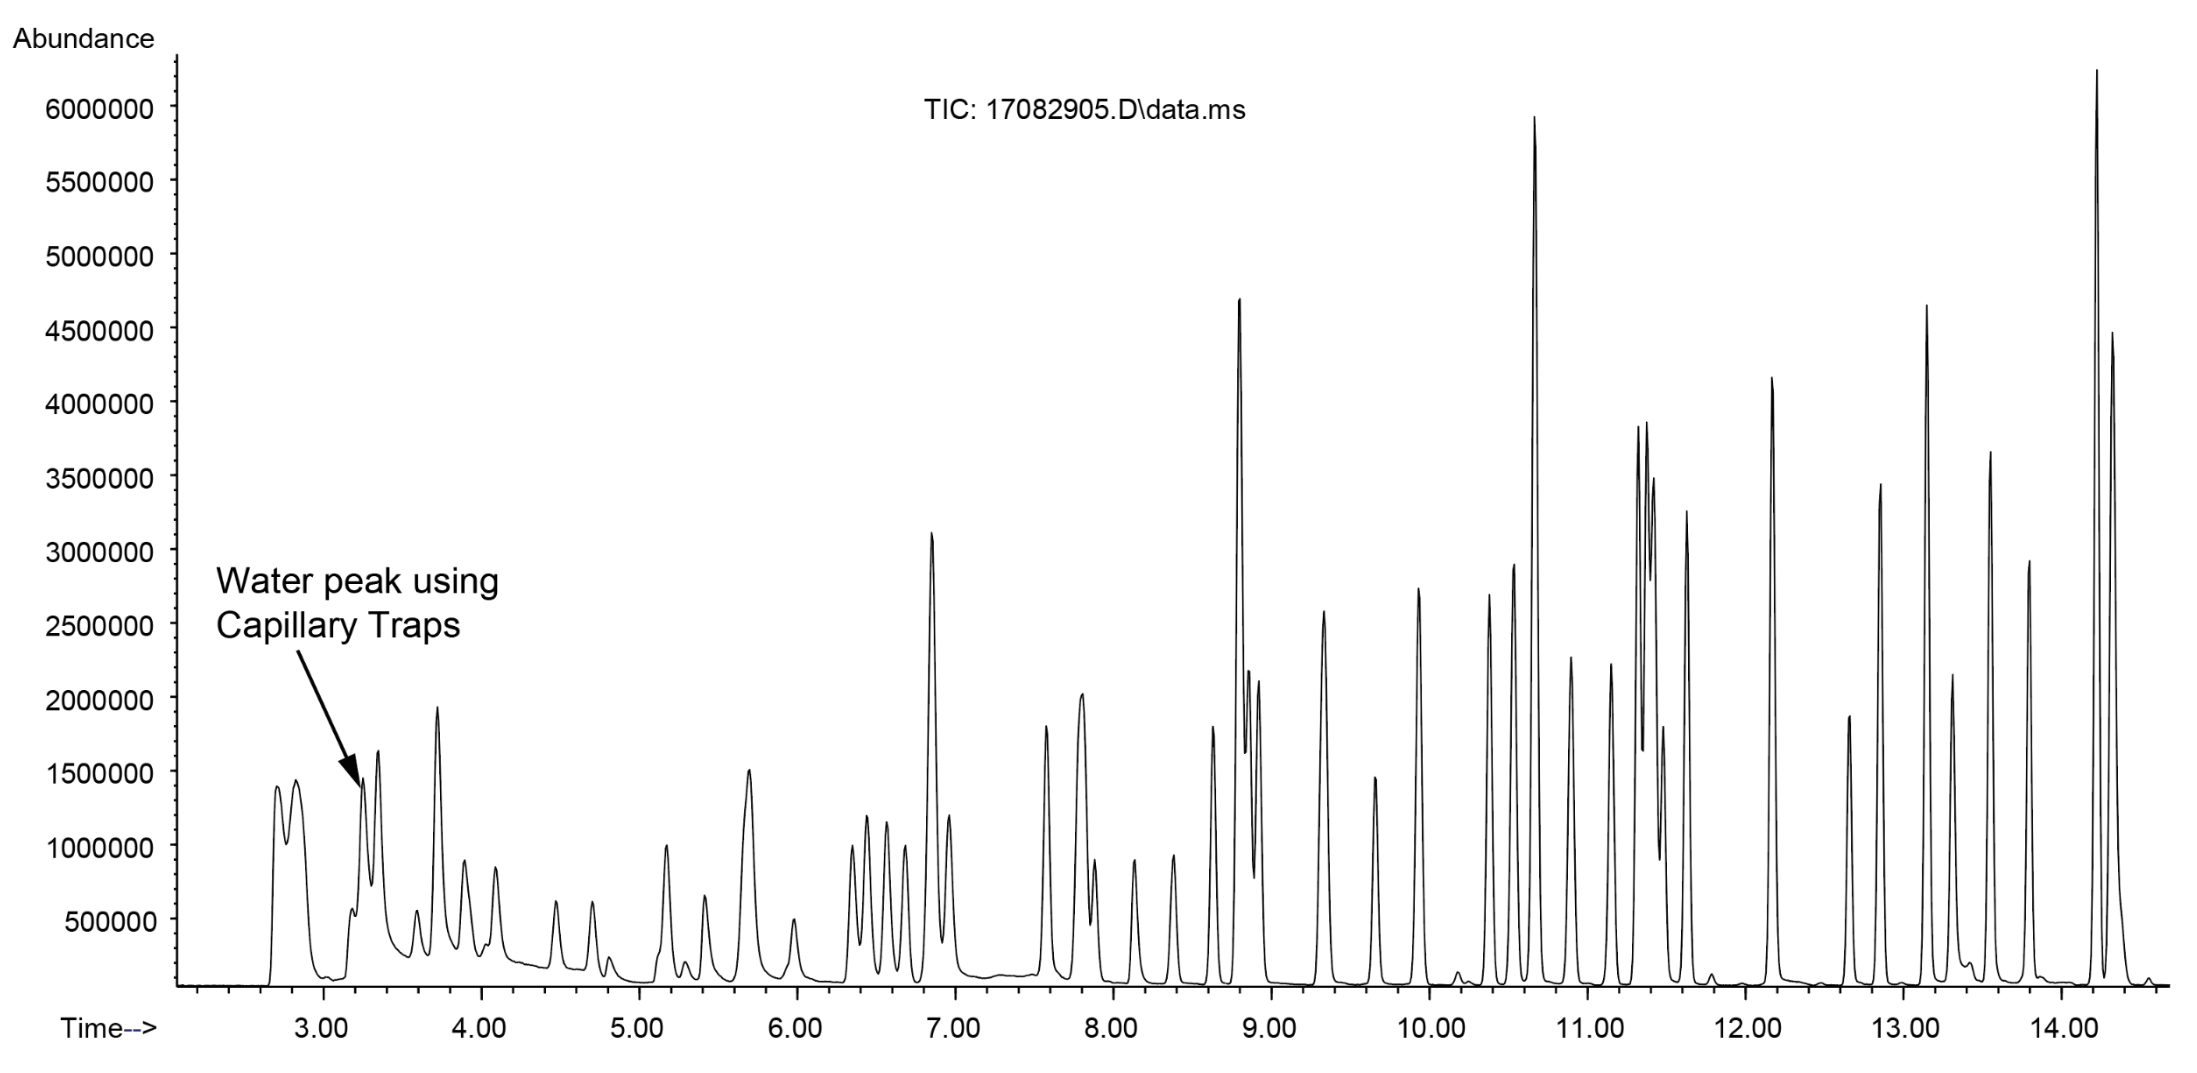 Abundance
TIC: 17082905.D\data.ms
6000000
5500000
5000000
4500000
4000000
3500000
3000000
2500000
2000000
1500000
1000000
500000
Water peak using
Capillary Traps
Time-->
3.00 4.00 5.00 6.00 7.00 8.00 9.00 10.00 11.00 12.00 13.00 14.00